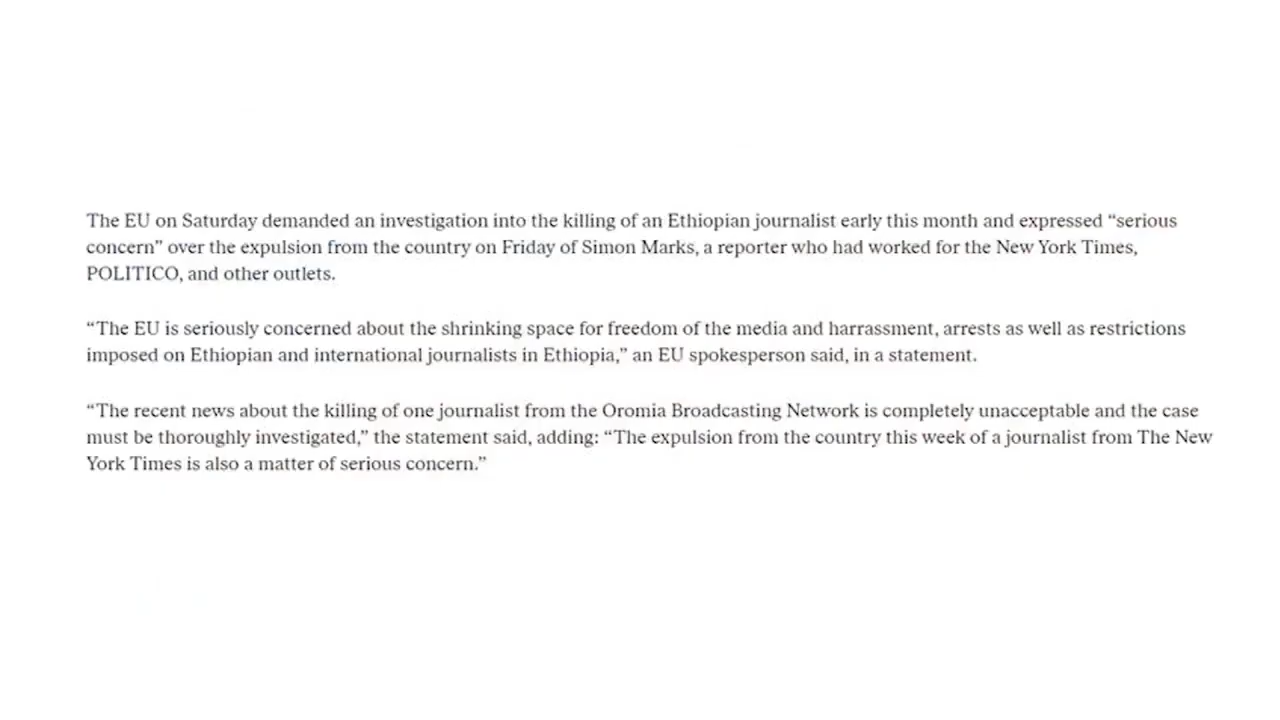 The EU on Saturday demanded an investigation into the killing of an Ethiopian journalist early this month and expressed “serious
concern” over the expulsion from the country on Friday of Simon Marks, a reporter who had worked for the New York Times,
POLITICO, and other outlets.
“The EU is seriously concerned about the shrinking space for freedom of the media and harrassment, arrests as well as restrictions
imposed on Ethiopian and international journalists in Ethiopia,” an EU spokesperson said, in a statement.
“The recent news about the killing of one journalist from the Oromia Broadcasting Network is completely unacceptable and the case
must be thoroughly investigated,” the statement said, adding: “The expulsion from the country this week of a journalist from The New
York Times is also a matter of serious concern.”